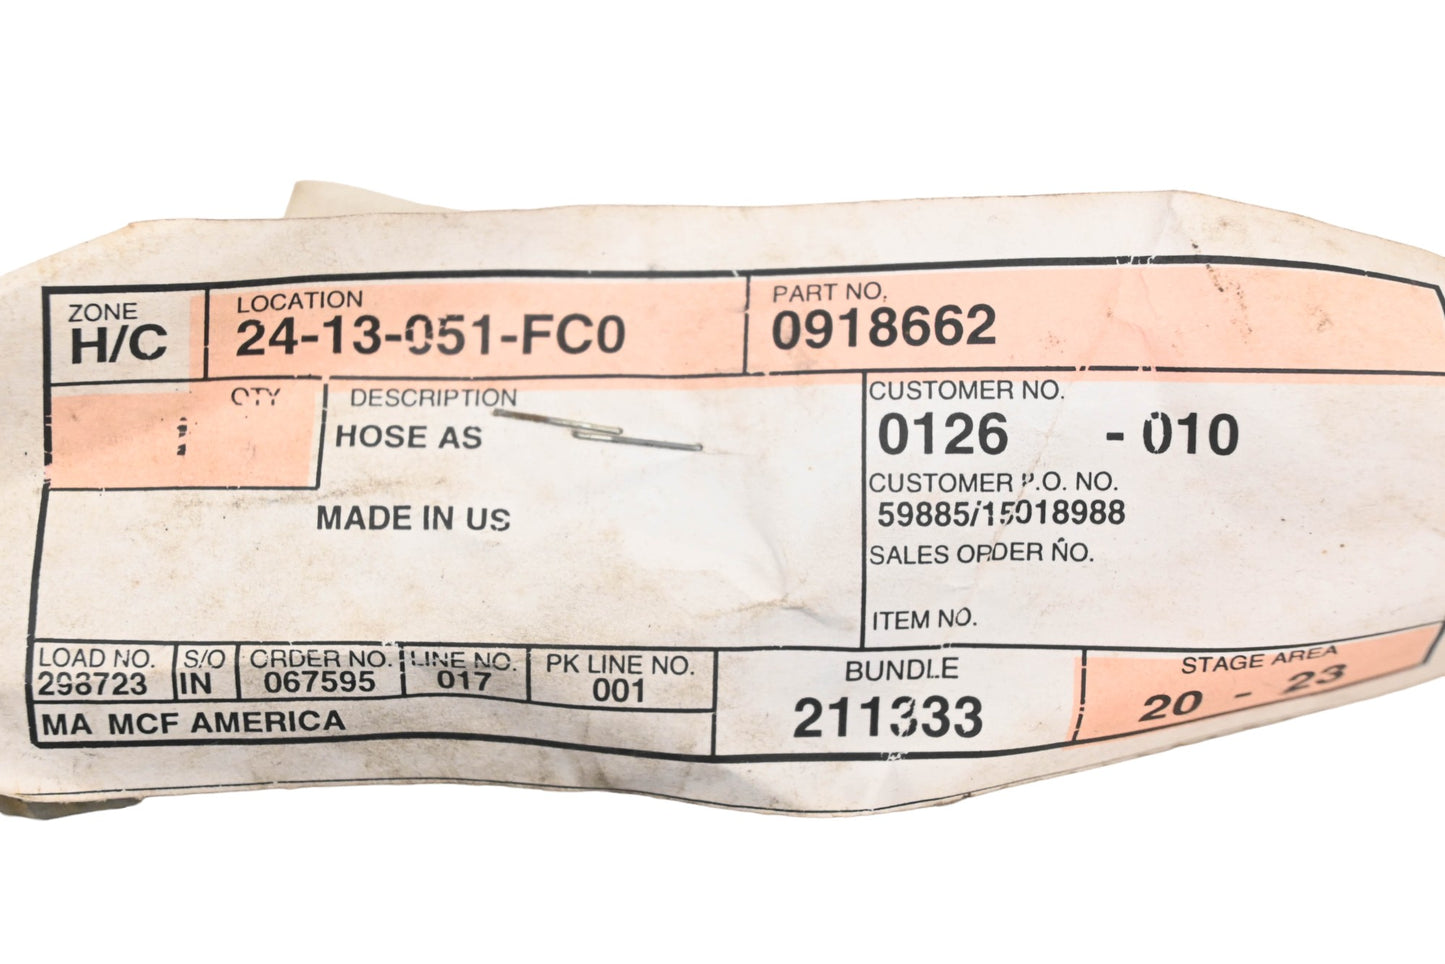 ZONE
H/C
LOCATION
24-13-051-FC0
PART NO.
0918662
QTY
1
DESCRIPTION
HOSE AS
MADE IN US
CUSTOMER NO.
0126 - 010
CUSTOMER P.O. NO.
59885/15018988
SALES ORDER NO.
ITEM NO.
LOAD NO.
298723
S/O
IN
ORDER NO.
067595
LINE NO.
017
PK LINE NO.
001
MA MCF AMERICA
BUNDLE
211333
STAGE AREA
20 - 23